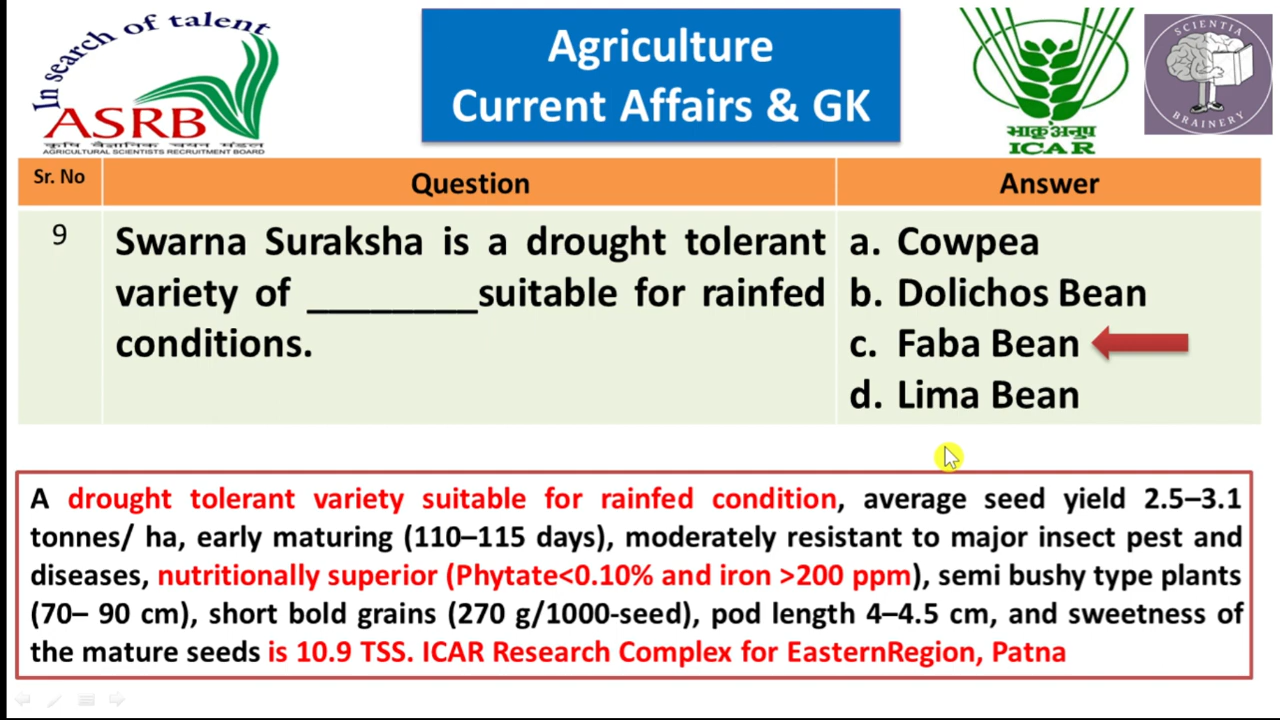 In search of talent
ASRB
कृषि वैज्ञानिक चयन मंडल
AGRICULTURAL SCIENTISTS RECRUITMENT BOARD
Agriculture
Current Affairs & GK
भाकृअनुप
ICAR
SCIENTIA
BRAINERY
Sr. No
Question
Answer
9
Swarna Suraksha is a drought tolerant
variety of ________suitable for rainfed
conditions.
a. Cowpea
b. Dolichos Bean
c. Faba Bean
d. Lima Bean
A drought tolerant variety suitable for rainfed condition, average seed yield 2.5–3.1
tonnes/ ha, early maturing (110–115 days), moderately resistant to major insect pest and
diseases, nutritionally superior (Phytate<0.10% and iron >200 ppm), semi bushy type plants
(70– 90 cm), short bold grains (270 g/1000-seed), pod length 4–4.5 cm, and sweetness of
the mature seeds is 10.9 TSS. ICAR Research Complex for EasternRegion, Patna